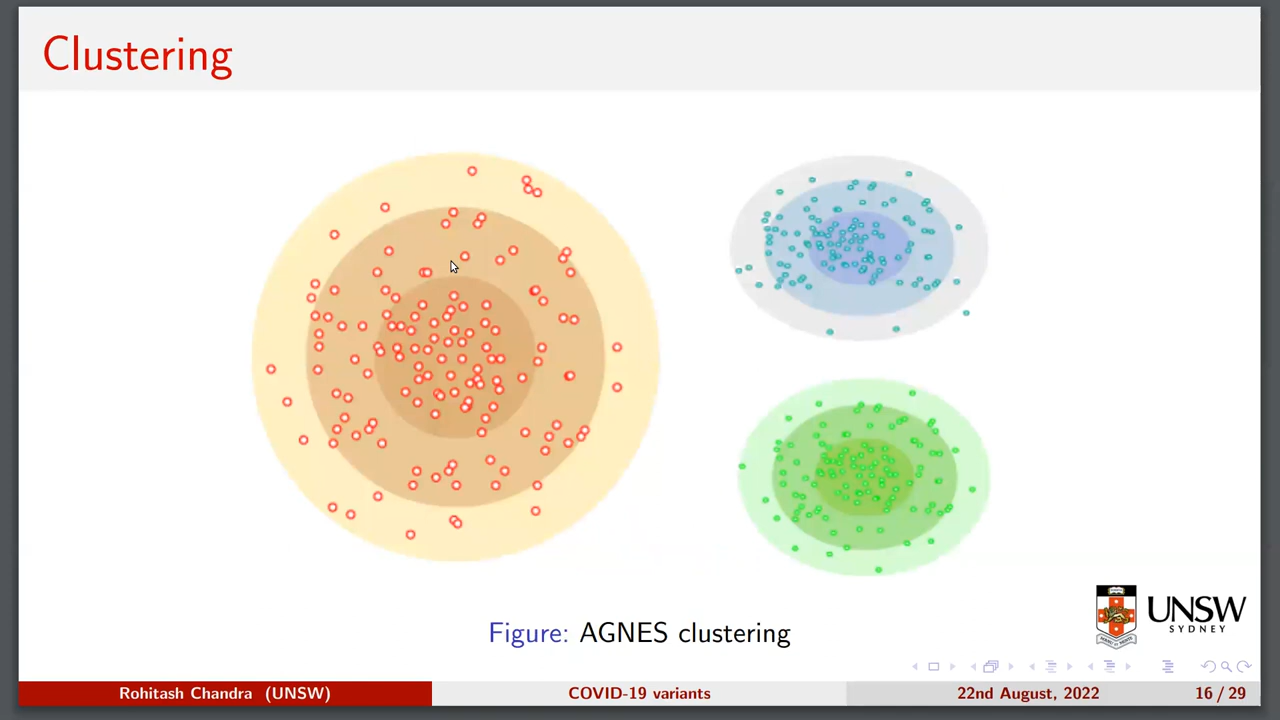 Clustering
Figure: AGNES clustering
UNSW
SYDNEY
Rohitash Chandra (UNSW)
COVID-19 variants
22nd August, 2022
16 / 29